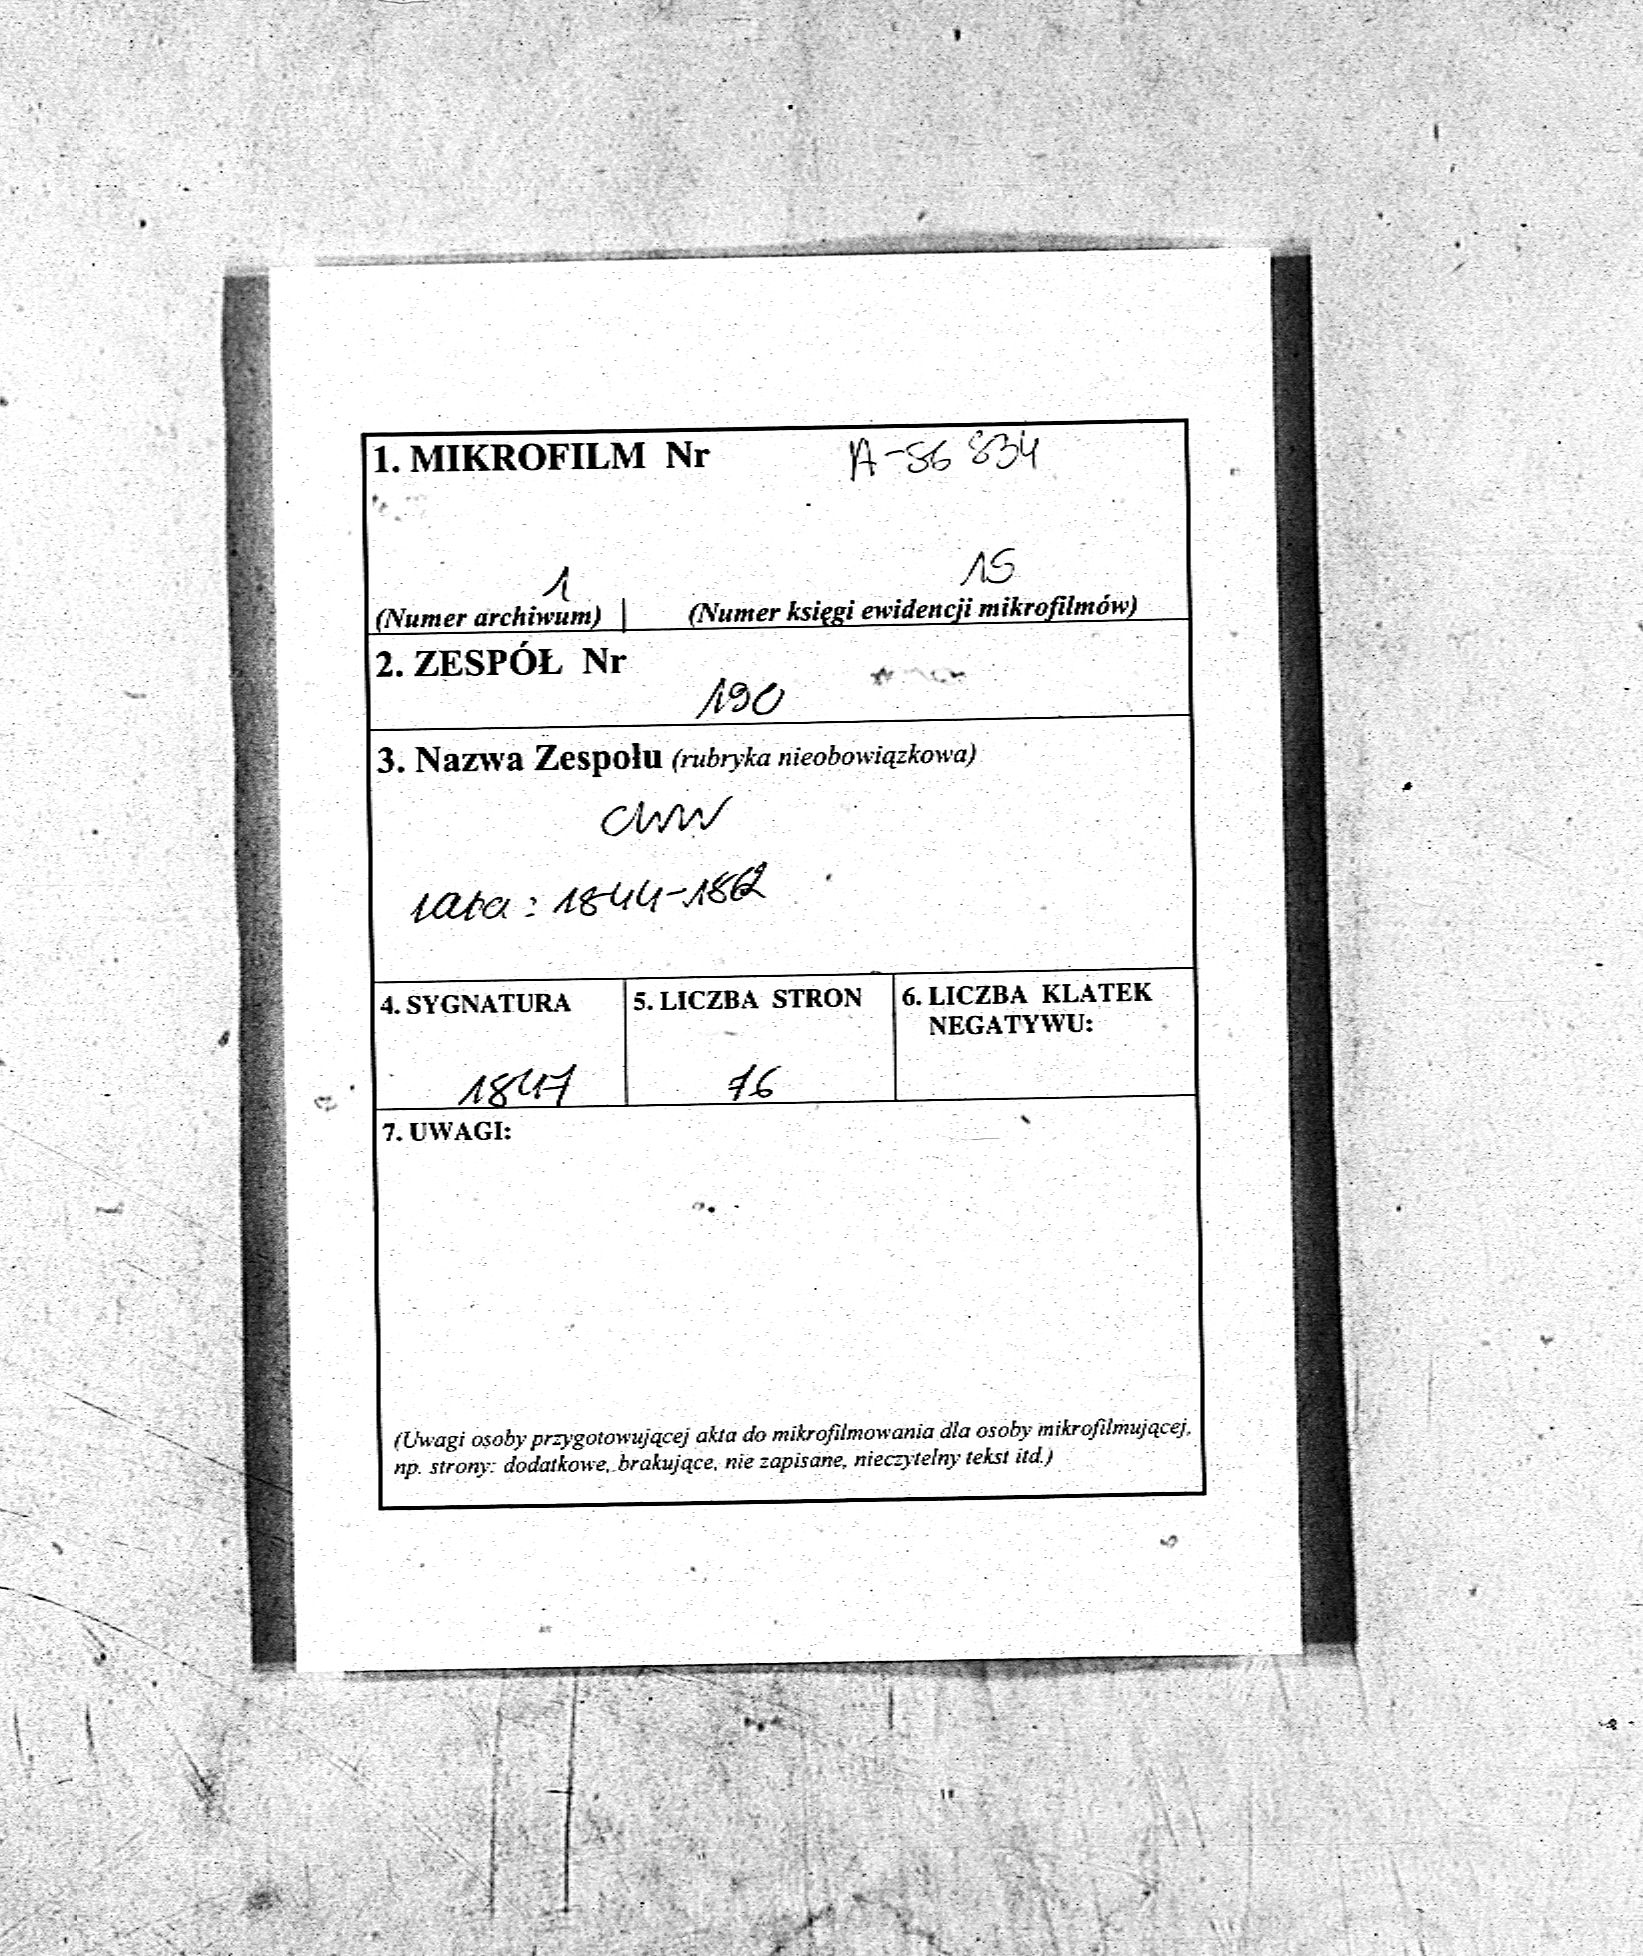 1. MIKROFILM Nr A-56 834
1 15
(Numer archiwum) | (Numer księgi ewidencji mikrofilmów)
2. ZESPÓŁ Nr
190
3. Nazwa Zespołu (rubryka nieobowiązkowa)
CWW
lata: 1844-1862
4. SYGNATURA 5. LICZBA STRON 6. LICZBA KLATEK
NEGATYWU:
1847 76
7. UWAGI:
(Uwagi osoby przygotowującej akta do mikrofilmowania dla osoby mikrofilmującej,
np. strony: dodatkowe, brakujące, nie zapisane, nieczytelny tekst itd.)